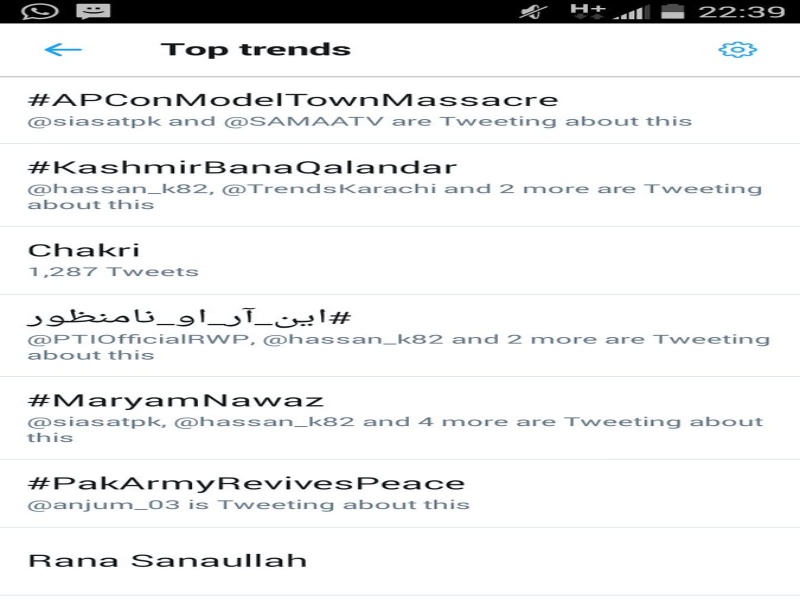 H+ 22:39
Top trends
#APConModelTownMassacre
@siasatpk and @SAMAATV are Tweeting about this
#KashmirBanaQalandar
@hassan_k82, @TrendsKarachi and 2 more are Tweeting
about this
Chakri
1,287 Tweets
#این_آر_او_نامنظور
@PTIOfficialRWP, @hassan_k82 and 2 more are Tweeting
about this
#MaryamNawaz
@siasatpk, @hassan_k82 and 4 more are Tweeting about
this
#PakArmyRevivesPeace
@anjum_03 is Tweeting about this
Rana Sanaullah